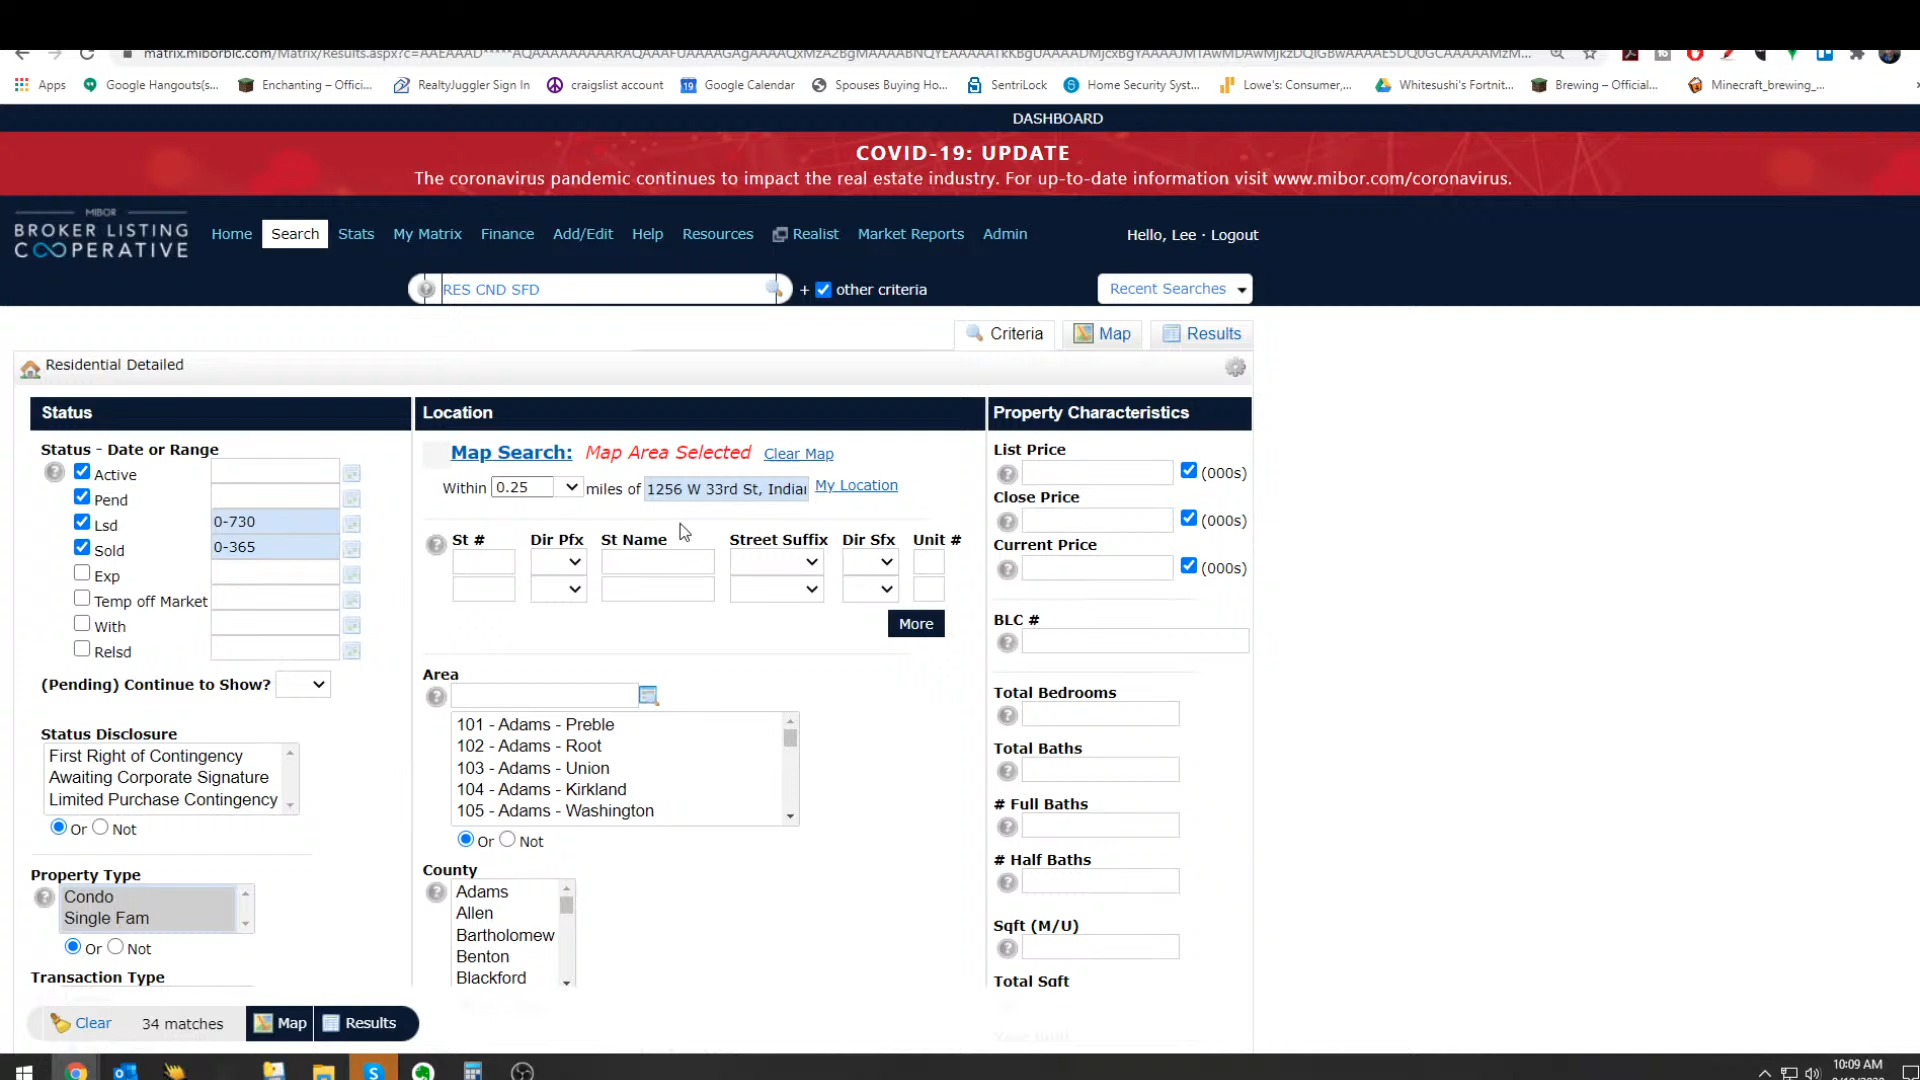 matrix.miborblc.com/Matrix/Results.aspx?c=
Apps Google Hangouts(s... Enchanting – Offici... RealtyJuggler Sign In craigslist account 19 Google Calendar Spouses Buying Ho... SentriLock Home Security Syst... Lowe's: Consumer,... Whitesushi's Fortnit... Brewing – Official... Minecraft_brewing_...
DASHBOARD
COVID-19: UPDATE
The coronavirus pandemic continues to impact the real estate industry. For up-to-date information visit www.mibor.com/coronavirus.
MIBOR
BROKER LISTING
COOPERATIVE
Home Search Stats My Matrix Finance Add/Edit Help Resources Realist Market Reports Admin Hello, Lee · Logout
RES CND SFD + other criteria Recent Searches
Criteria Map Results
Residential Detailed
Status Location Property Characteristics
Status - Date or Range
Active
Pend
Lsd 0-730
Sold 0-365
Exp
Temp off Market
With
Relsd
(Pending) Continue to Show?
Status Disclosure
First Right of Contingency
Awaiting Corporate Signature
Limited Purchase Contingency
Or Not
Property Type
Condo
Single Fam
Or Not
Transaction Type
Map Search: Map Area Selected Clear Map
Within 0.25 miles of 1256 W 33rd St, India My Location
St # Dir Pfx St Name Street Suffix Dir Sfx Unit #
More
Area
101 - Adams - Preble
102 - Adams - Root
103 - Adams - Union
104 - Adams - Kirkland
105 - Adams - Washington
Or Not
County
Adams
Allen
Bartholomew
Benton
Blackford
List Price
(000s)
Close Price
(000s)
Current Price
(000s)
BLC #
Total Bedrooms
Total Baths
# Full Baths
# Half Baths
Sqft (M/U)
Total Sqft
Clear 34 matches Map Results
10:09 AM